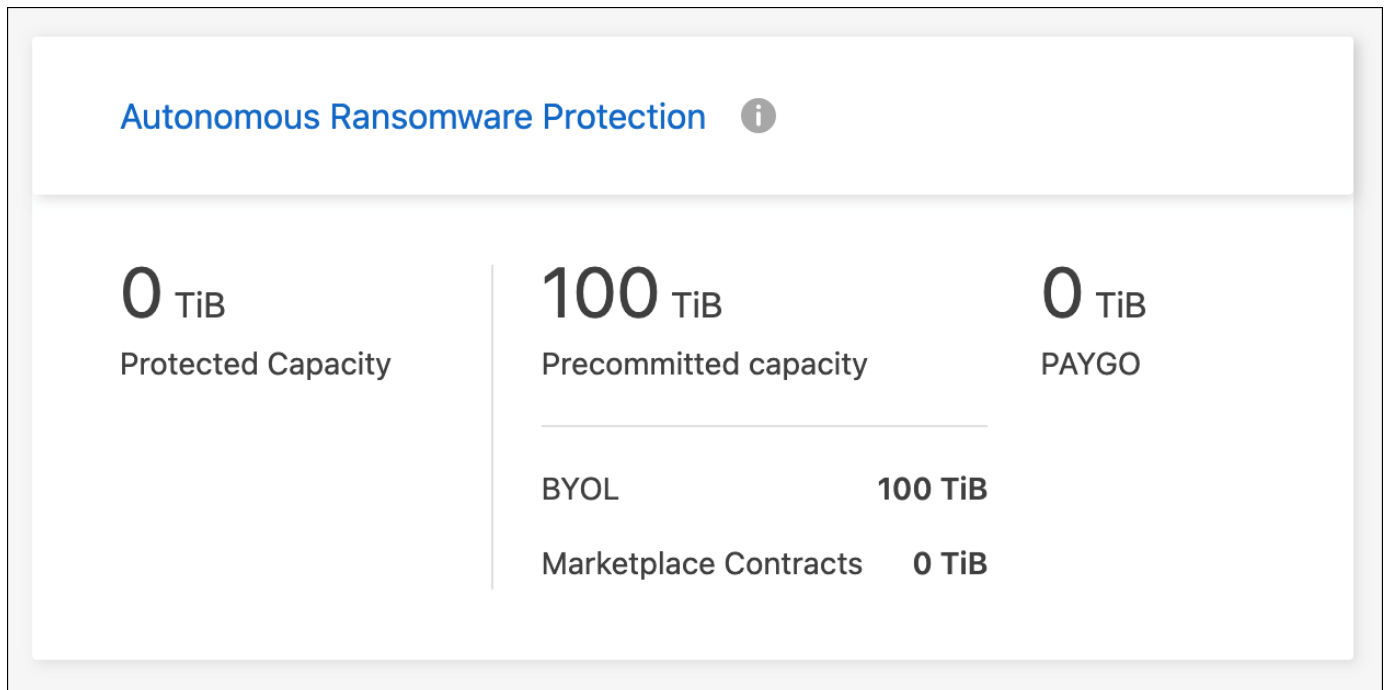 Autonomous Ransomware Protection
0 TiB
Protected Capacity
100 TiB
Precommitted capacity
BYOL 100 TiB
Marketplace Contracts 0 TiB
0 TiB
PAYGO